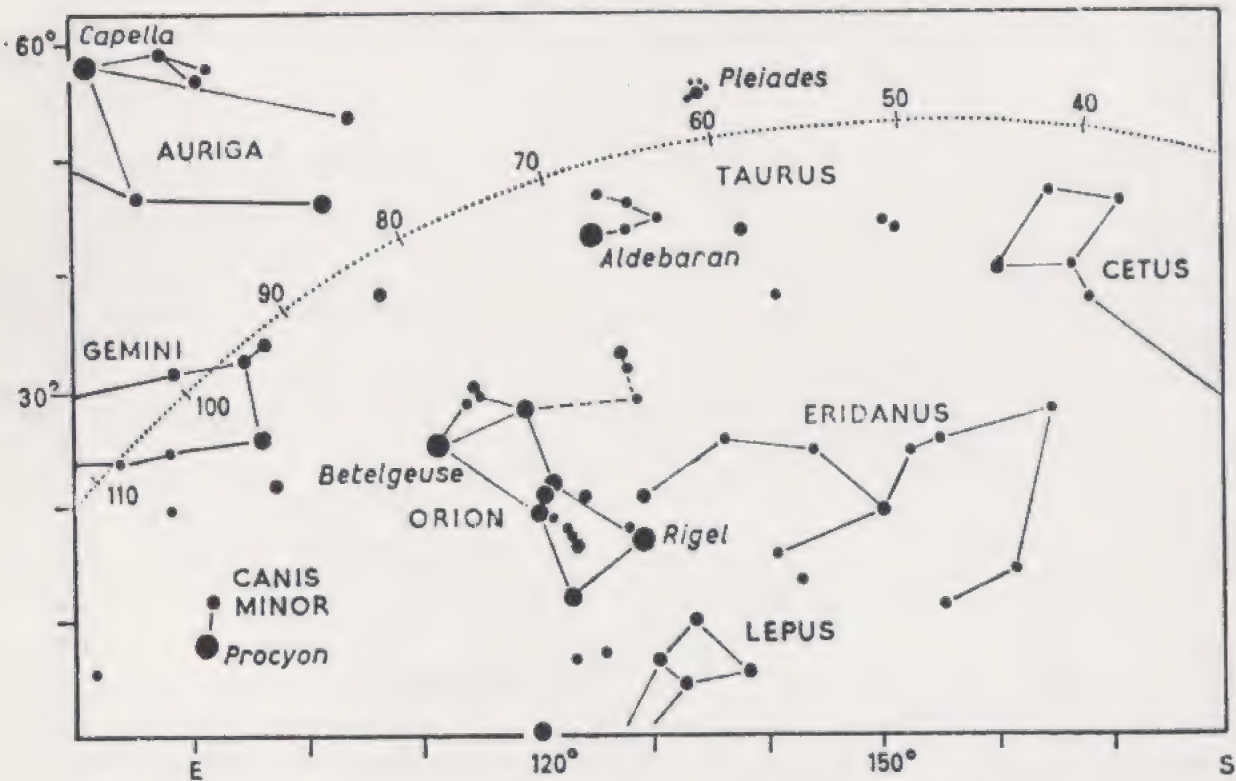 60°
Capella
Pleiades
50
40
60
AURIGA
70
TAURUS
80
Aldebaran
CETUS
90
GEMINI
30°
100
ERIDANUS
Betelgeuse
110
ORION
Rigel
CANIS
MINOR
LEPUS
Procyon
E
120°
150°
S